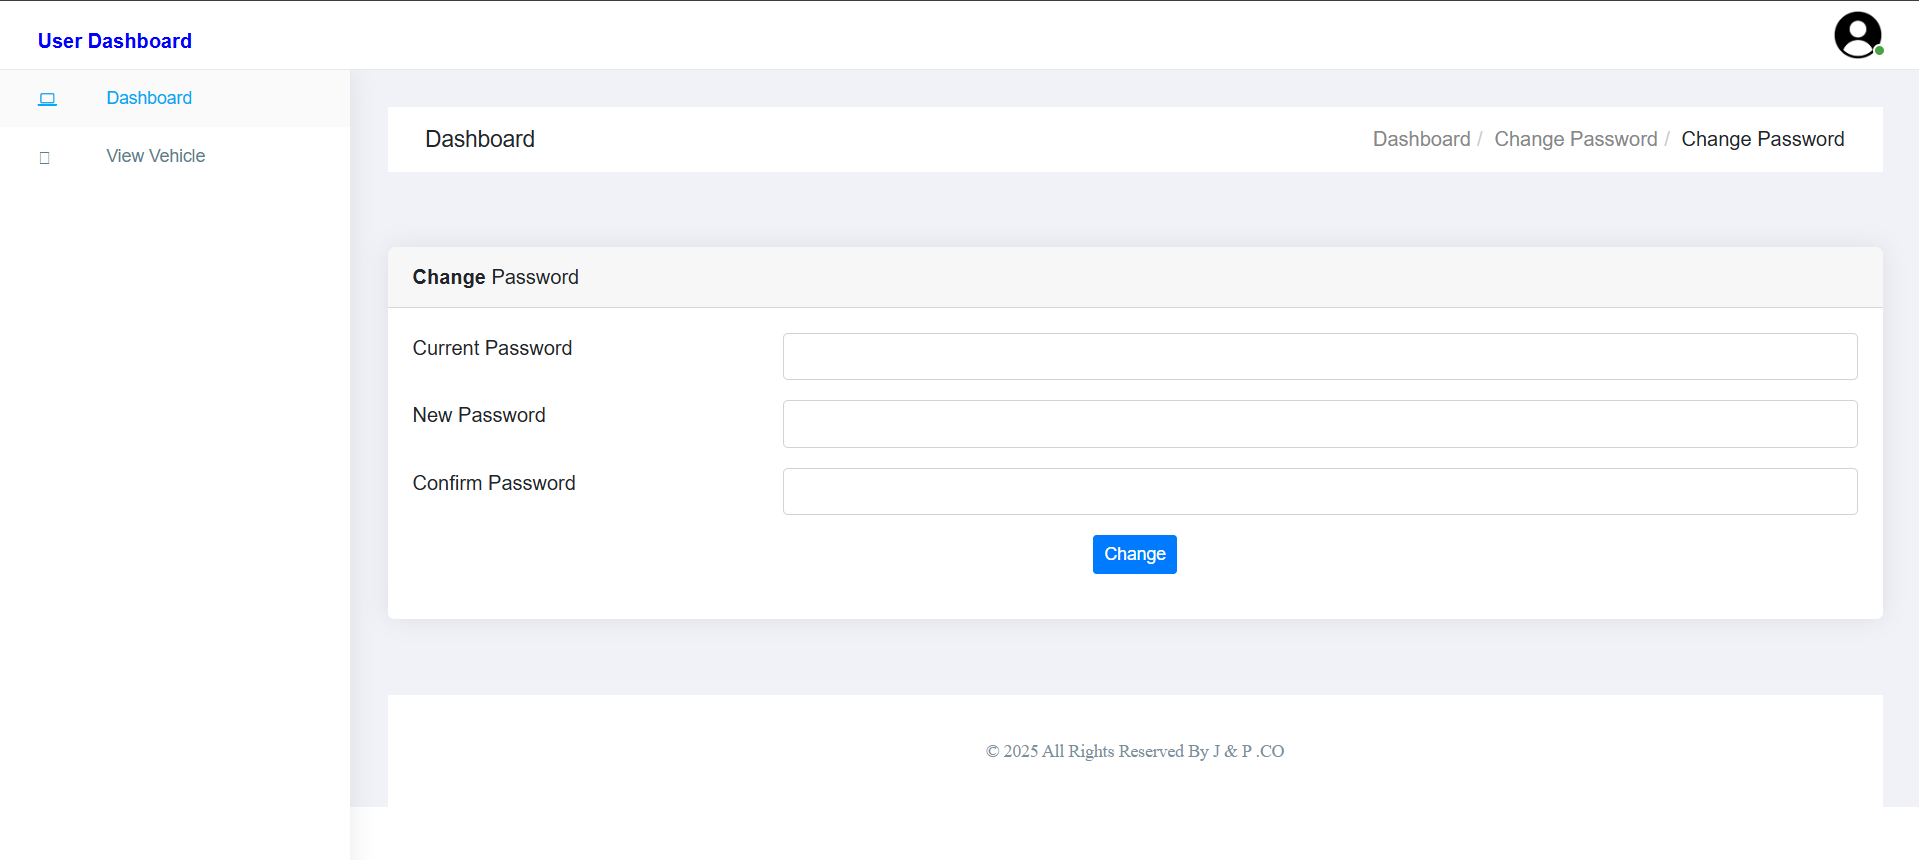 User Dashboard
Dashboard
View Vehicle
Dashboard
Dashboard / Change Password / Change Password
Change Password
Current Password
New Password
Confirm Password
Change
© 2025 All Rights Reserved By J & P .CO